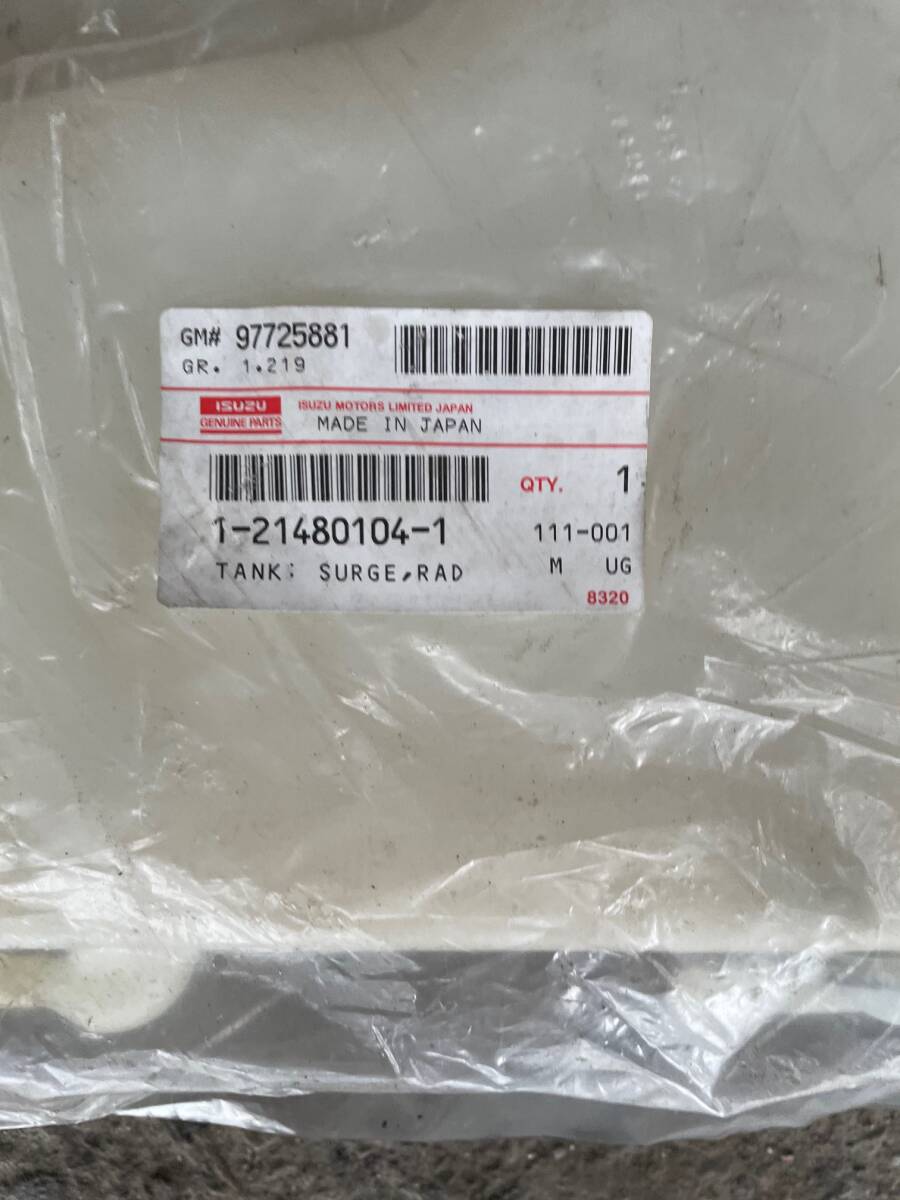 GM# 97725881
GR. 1.219
ISUZU
GENUINE PARTS
ISUZU MOTORS LIMITED JAPAN
MADE IN JAPAN
QTY. 1
1-21480104-1 111-001
TANK: SURGE,RAD M UG
8320